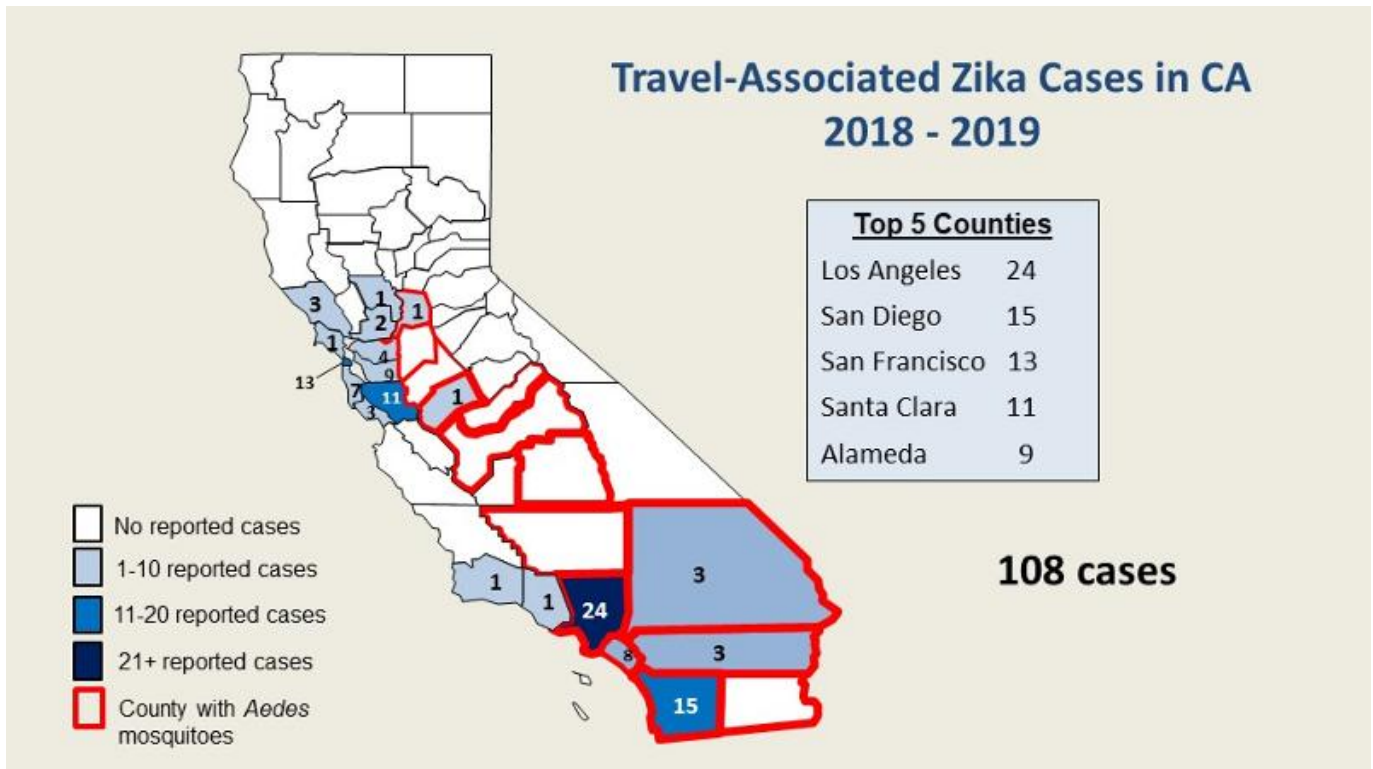 Travel-Associated Zika Cases in CA
2018 - 2019
Top 5 Counties
Los Angeles 24
San Diego 15
San Francisco 13
Santa Clara 11
Alameda 9
108 cases
3
1
1
2
1
4
13
9
7
11
1
3
1
1
24
3
8
3
15
No reported cases
1-10 reported cases
11-20 reported cases
21+ reported cases
County with Aedes
mosquitoes